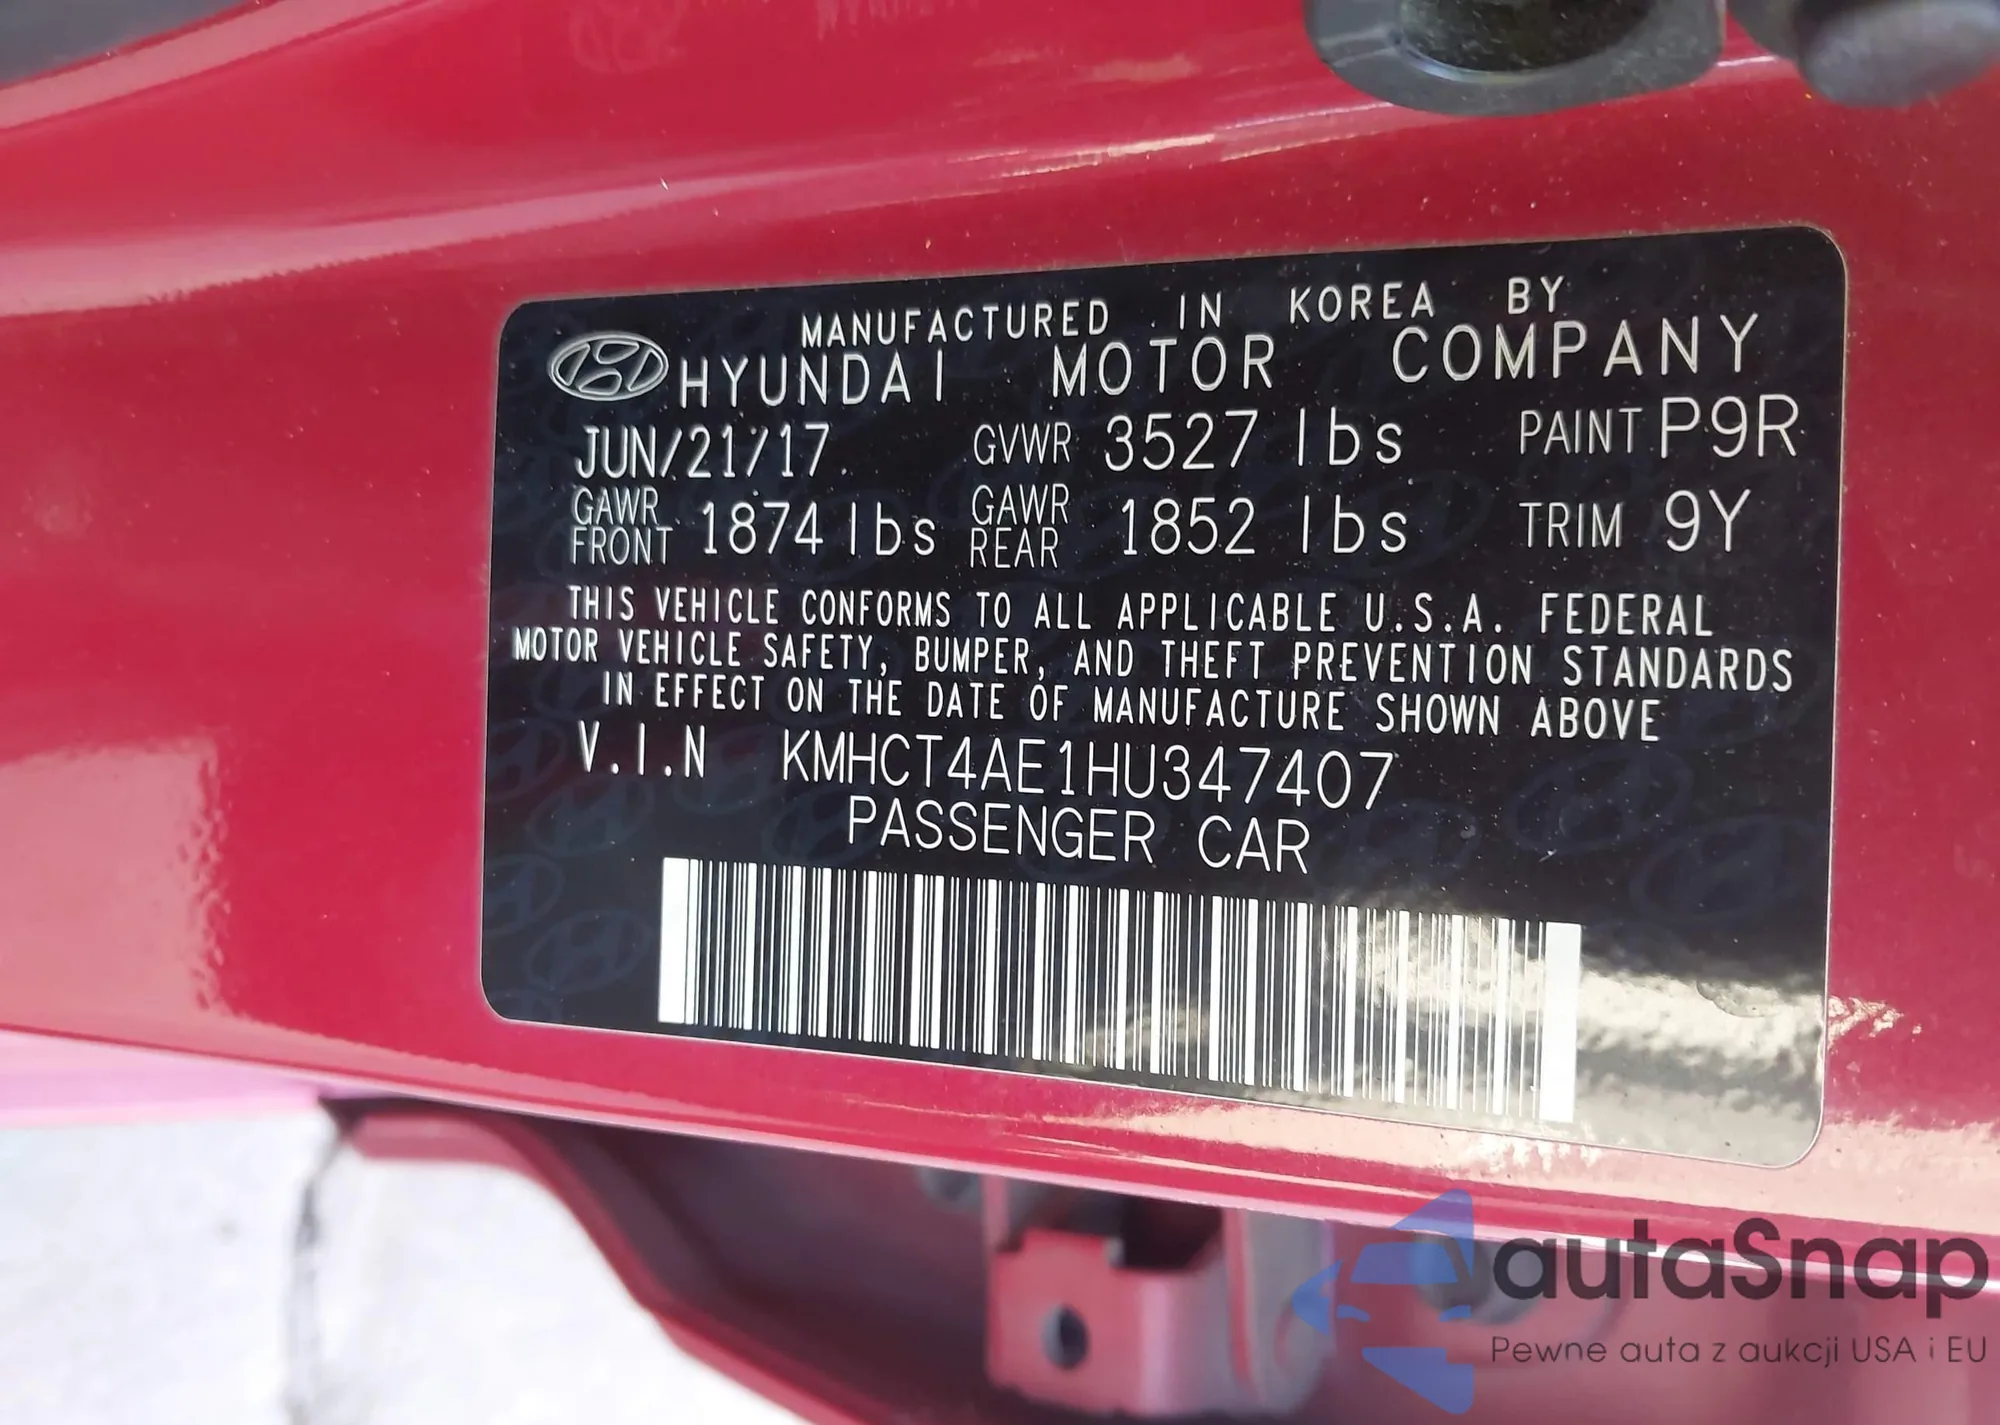 MANUFACTURED IN KOREA BY
HYUNDAI MOTOR COMPANY
JUN/21/17 GVWR 3527 lbs PAINT P9R
GAWR FRONT 1874 lbs GAWR REAR 1852 lbs TRIM 9Y
THIS VEHICLE CONFORMS TO ALL APPLICABLE U.S.A. FEDERAL
MOTOR VEHICLE SAFETY, BUMPER, AND THEFT PREVENTION STANDARDS
IN EFFECT ON THE DATE OF MANUFACTURE SHOWN ABOVE
V.I.N KMHCT4AE1HU347407
PASSENGER CAR
autaSnap
Pewne auta z aukcji USA i EU